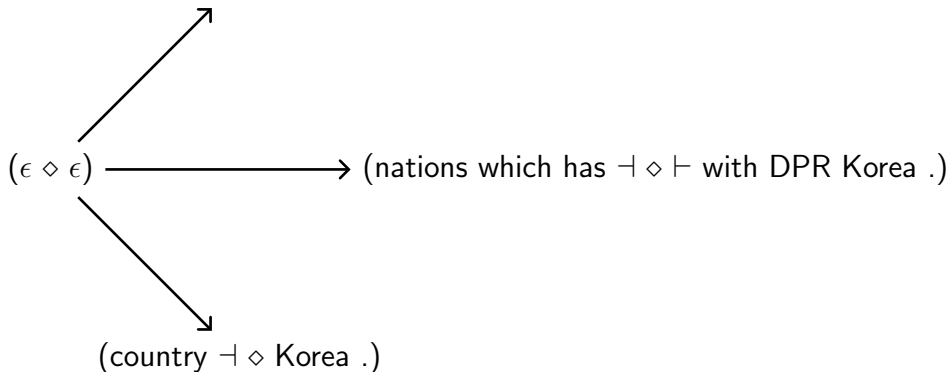 (ϵ ⋄ ϵ)
(nations which has ⊣ ⋄ ⊢ with DPR Korea .)
(country ⊣ ⋄ Korea .)